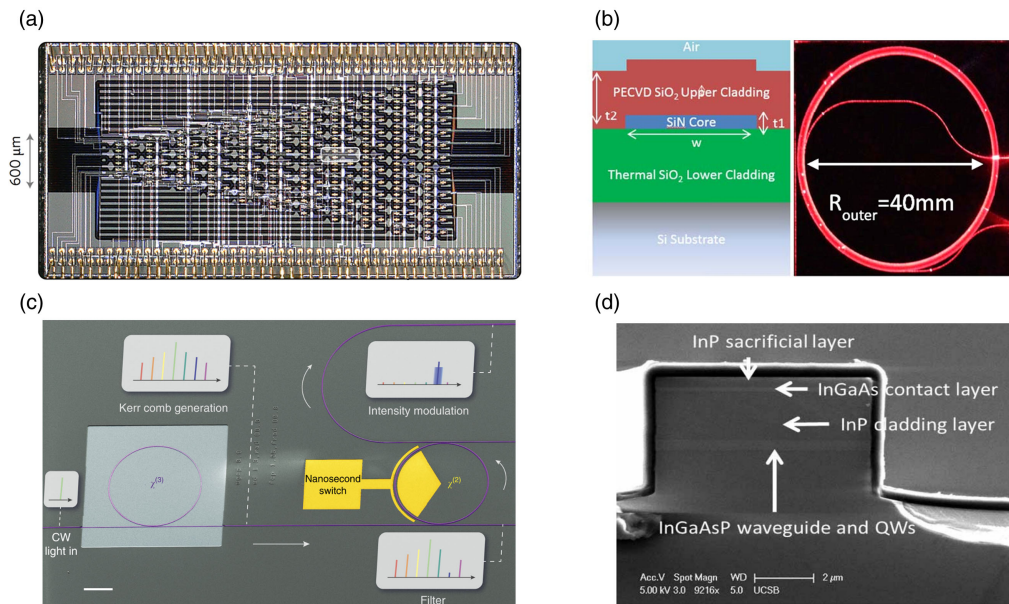 (a)
600 µm
(b)
Air
PECVD SiO₂ Upper Cladding
t2
SiN Core
t1
w
Thermal SiO₂ Lower Cladding
Si Substrate
R_outer=40mm
(c)
Kerr comb generation
Intensity modulation
χ(3)
Nanosecond
switch
χ(2)
CW
light in
Filter
(d)
InP sacrificial layer
InGaAs contact layer
InP cladding layer
InGaAsP waveguide and QWs
Acc.V Spot Magn WD 2 µm
5.00 kV 3.0 9216x 5.0 UCSB